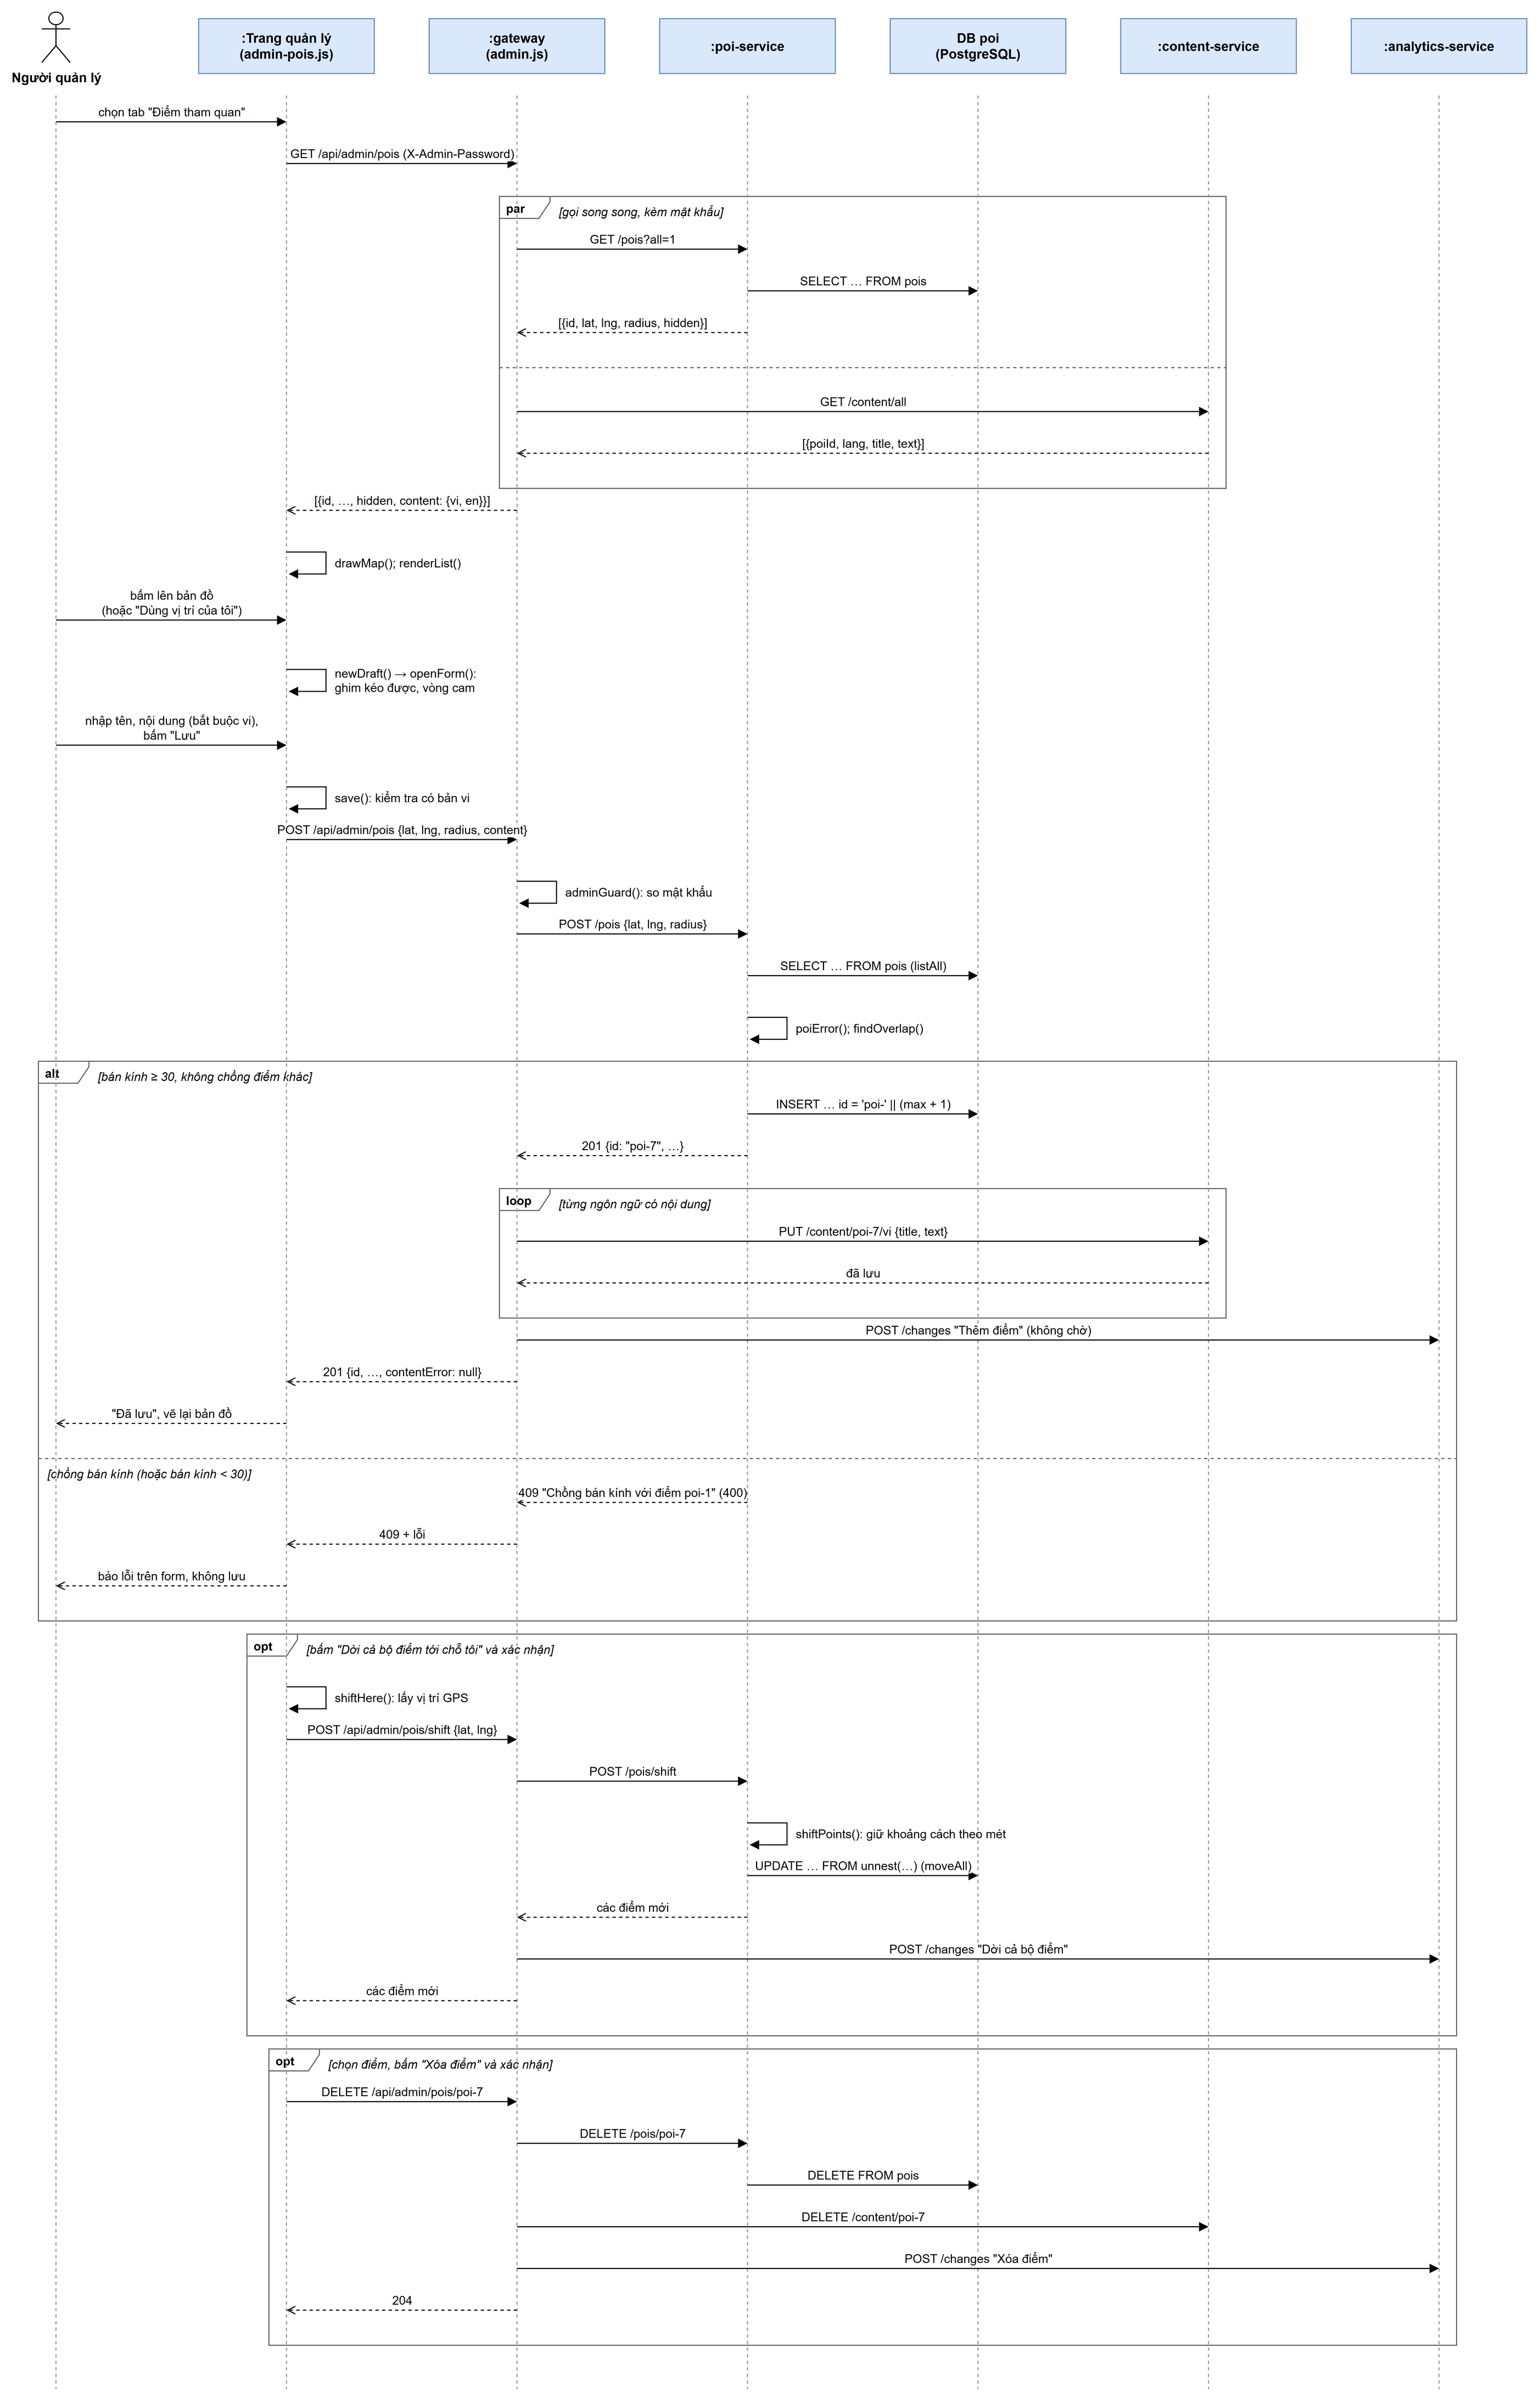 Người quản lý
:Trang quản lý
(admin-pois.js)
:gateway
(admin.js)
:poi-service
DB poi
(PostgreSQL)
:content-service
:analytics-service
chọn tab "Điểm tham quan"
GET /api/admin/pois (X-Admin-Password)
par
[gọi song song, kèm mật khẩu]
GET /pois?all=1
SELECT … FROM pois
[{id, lat, lng, radius, hidden}]
GET /content/all
[{poiId, lang, title, text}]
[{id, …, hidden, content: {vi, en}}]
drawMap(); renderList()
bấm lên bản đồ
(hoặc "Dùng vị trí của tôi")
newDraft() → openForm():
ghim kéo được, vòng cam
nhập tên, nội dung (bắt buộc vi),
bấm "Lưu"
save(): kiểm tra có bản vi
POST /api/admin/pois {lat, lng, radius, content}
adminGuard(): so mật khẩu
POST /pois {lat, lng, radius}
SELECT … FROM pois (listAll)
poiError(); findOverlap()
alt
[bán kính ≥ 30, không chồng điểm khác]
INSERT … id = 'poi-' || (max + 1)
201 {id: "poi-7", …}
loop
[từng ngôn ngữ có nội dung]
PUT /content/poi-7/vi {title, text}
đã lưu
POST /changes "Thêm điểm" (không chờ)
201 {id, …, contentError: null}
"Đã lưu", vẽ lại bản đồ
[chồng bán kính (hoặc bán kính < 30)]
409 "Chồng bán kính với điểm poi-1" (400)
409 + lỗi
báo lỗi trên form, không lưu
opt
[bấm "Dời cả bộ điểm tới chỗ tôi" và xác nhận]
shiftHere(): lấy vị trí GPS
POST /api/admin/pois/shift {lat, lng}
POST /pois/shift
shiftPoints(): giữ khoảng cách theo mét
UPDATE … FROM unnest(…) (moveAll)
các điểm mới
POST /changes "Dời cả bộ điểm"
các điểm mới
opt
[chọn điểm, bấm "Xóa điểm" và xác nhận]
DELETE /api/admin/pois/poi-7
DELETE /pois/poi-7
DELETE FROM pois
DELETE /content/poi-7
POST /changes "Xóa điểm"
204